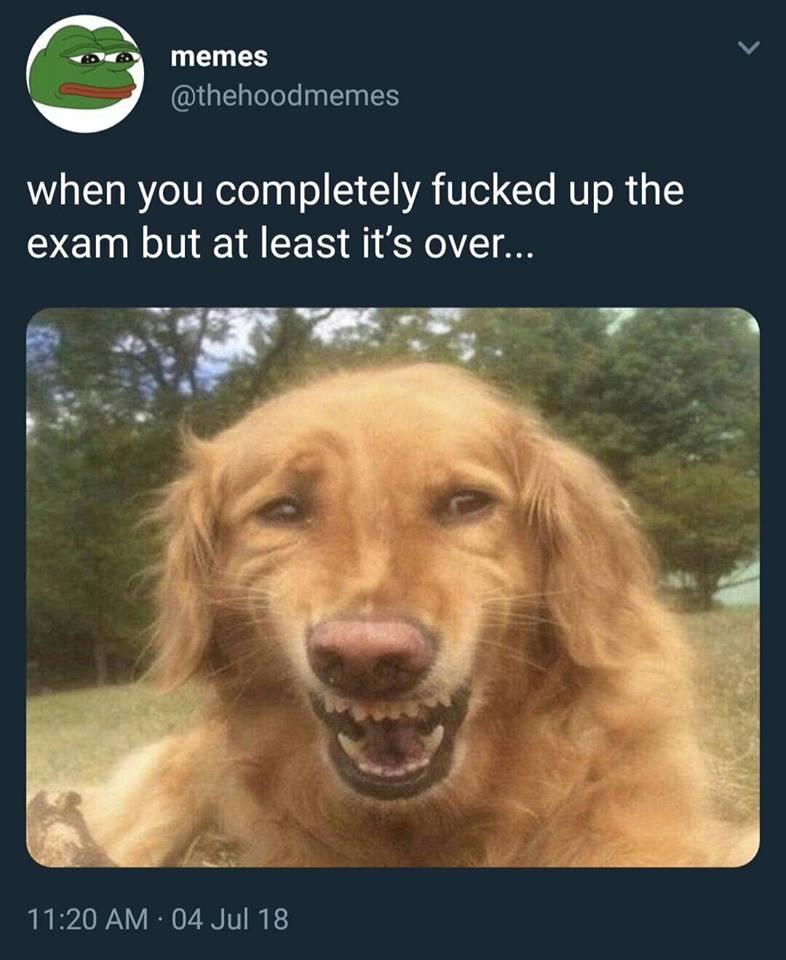 memes
@thehoodmemes
when you completely fucked up the
exam but at least it’s over...
11:20 AM · 04 Jul 18